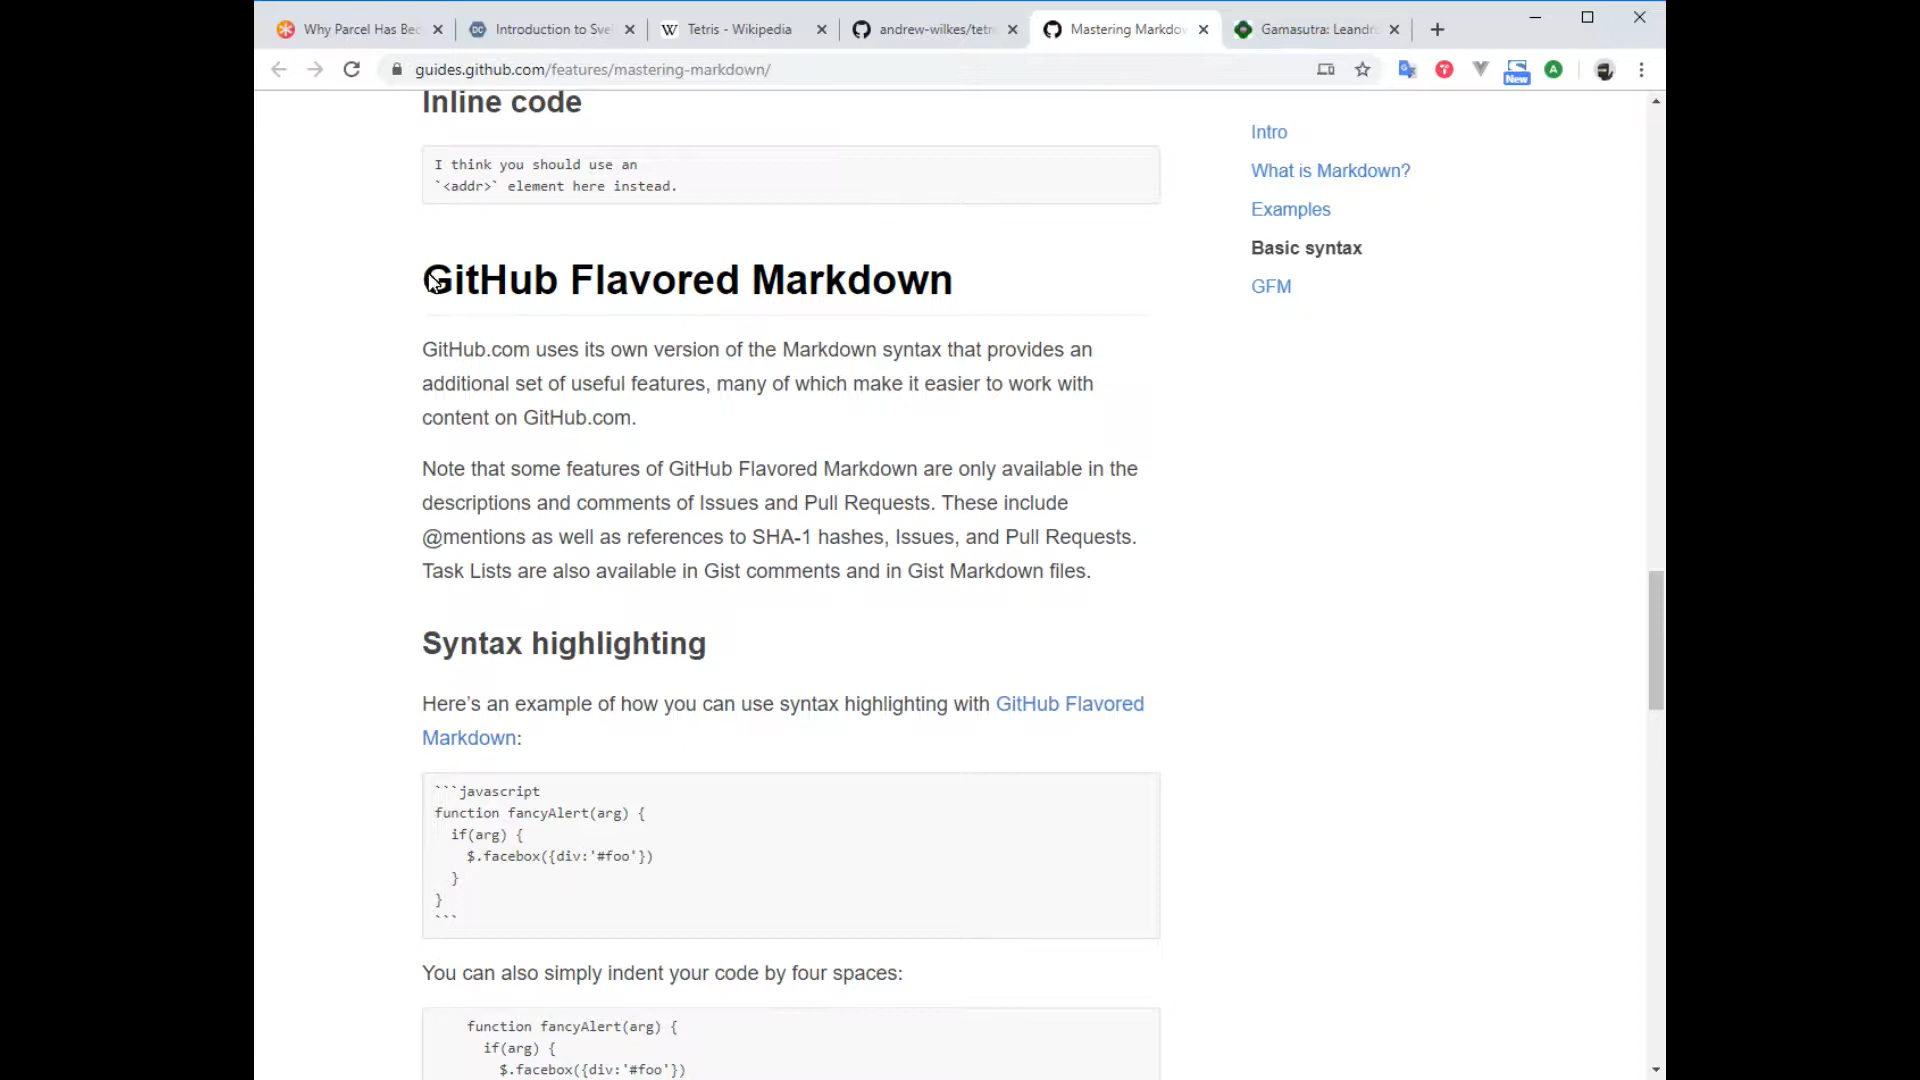 Why Parcel Has Bec
Introduction to Sve
W Tetris - Wikipedia
andrew-wilkes/tetr
Mastering Markdo
Gamasutra: Leandr
guides.github.com/features/mastering-markdown/
New
A
Inline code
I think you should use an
`<addr>` element here instead.
GitHub Flavored Markdown
GitHub.com uses its own version of the Markdown syntax that provides an
additional set of useful features, many of which make it easier to work with
content on GitHub.com.
Note that some features of GitHub Flavored Markdown are only available in the
descriptions and comments of Issues and Pull Requests. These include
@mentions as well as references to SHA-1 hashes, Issues, and Pull Requests.
Task Lists are also available in Gist comments and in Gist Markdown files.
Syntax highlighting
Here’s an example of how you can use syntax highlighting with GitHub Flavored
Markdown:
```javascript
function fancyAlert(arg) {
  if(arg) {
    $.facebox({div:'#foo'})
  }
}
```
You can also simply indent your code by four spaces:
    function fancyAlert(arg) {
      if(arg) {
        $.facebox({div:'#foo'})
Intro
What is Markdown?
Examples
Basic syntax
GFM